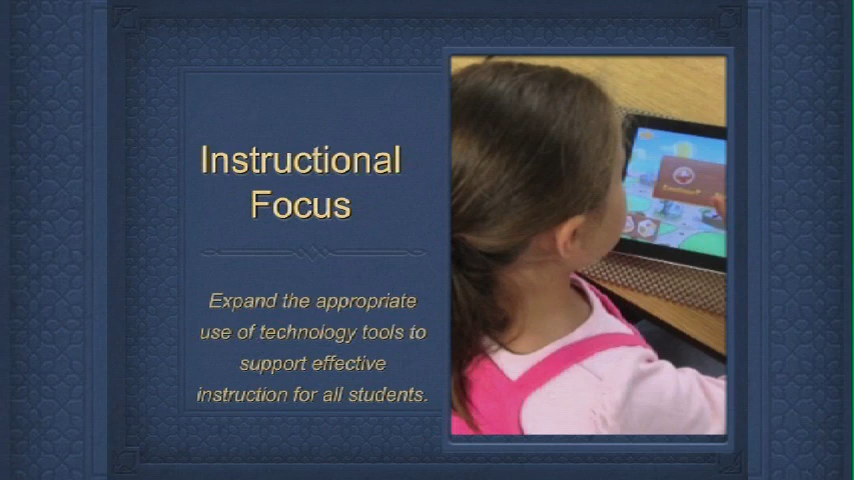 Instructional
Focus
Expand the appropriate
use of technology tools to
support effective
instruction for all students.